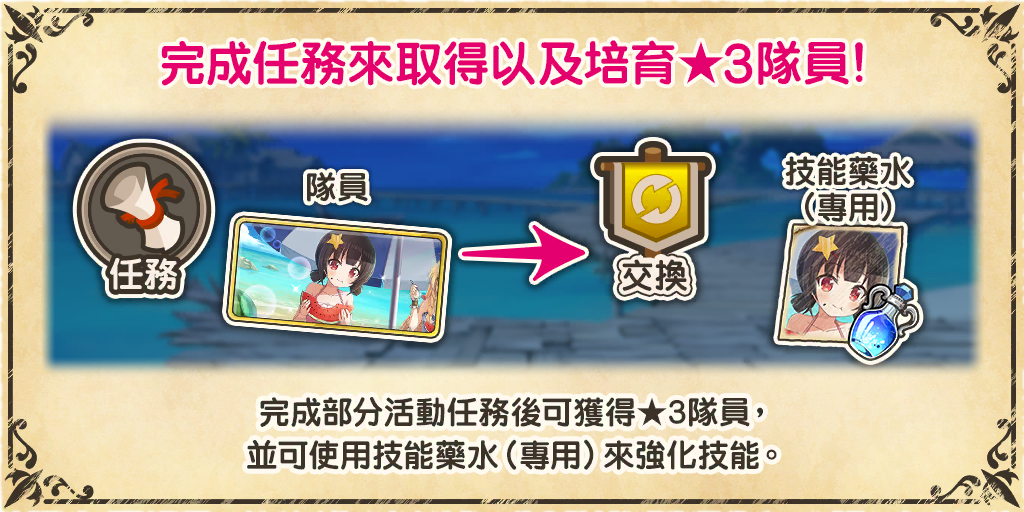 完成任務來取得以及培育★3隊員!
任務
隊員
交換
技能藥水
(專用)
完成部分活動任務後可獲得★3隊員，
並可使用技能藥水(專用)來強化技能。